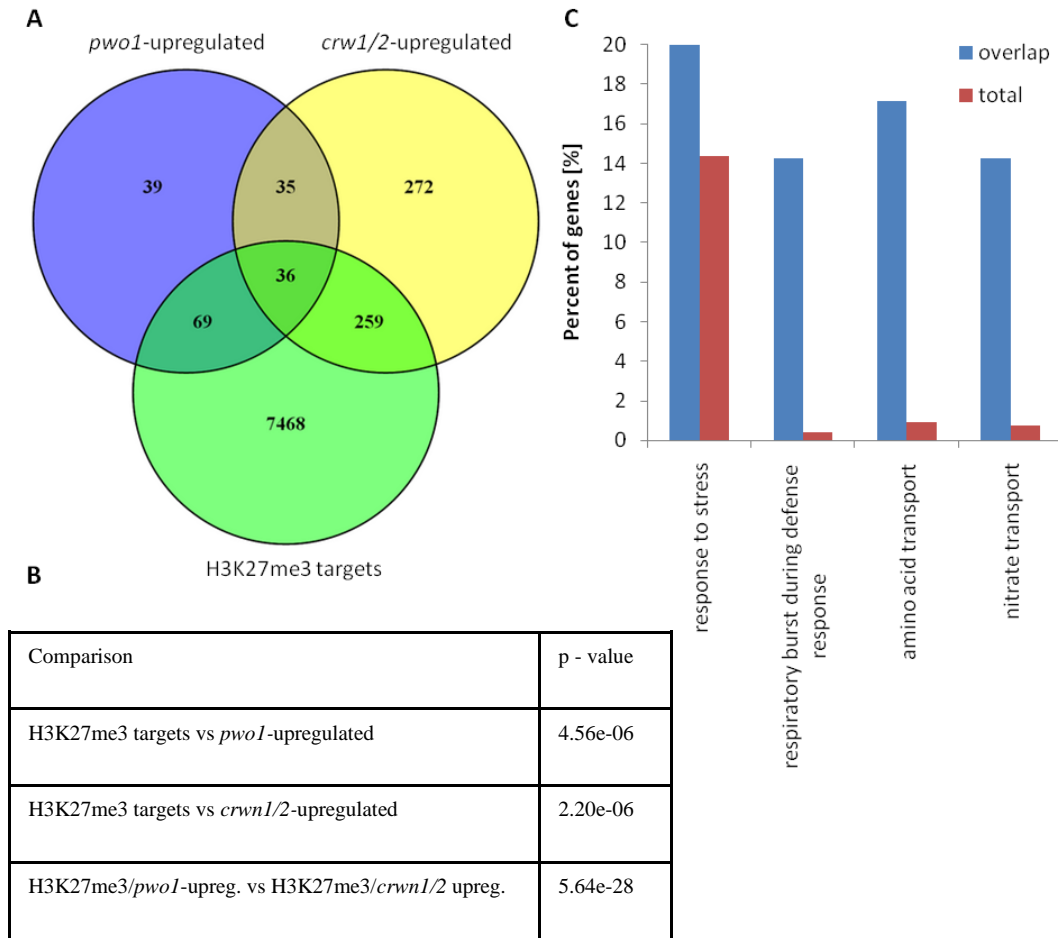 A
pwo1-upregulated
crw1/2-upregulated
39
35
272
36
69
259
7468
H3K27me3 targets
B
Comparison
p - value
H3K27me3 targets vs pwo1-upregulated
4.56e-06
H3K27me3 targets vs crwn1/2-upregulated
2.20e-06
H3K27me3/pwo1-upreg. vs H3K27me3/crwn1/2 upreg.
5.64e-28
C
Percent of genes [%]
20
18
16
14
12
10
8
6
4
2
0
overlap
total
response to stress
respiratory burst during defense
response
amino acid transport
nitrate transport